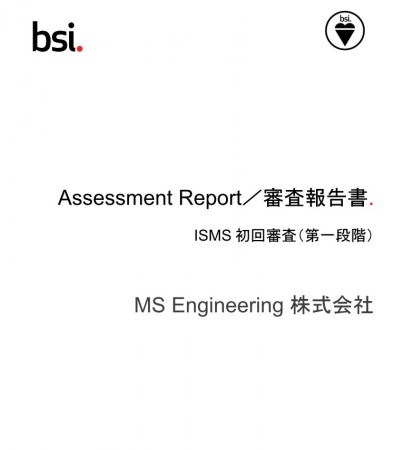 bsi.
bsi.
Assessment Report／審査報告書.
ISMS 初回審査（第一段階）
MS Engineering 株式会社